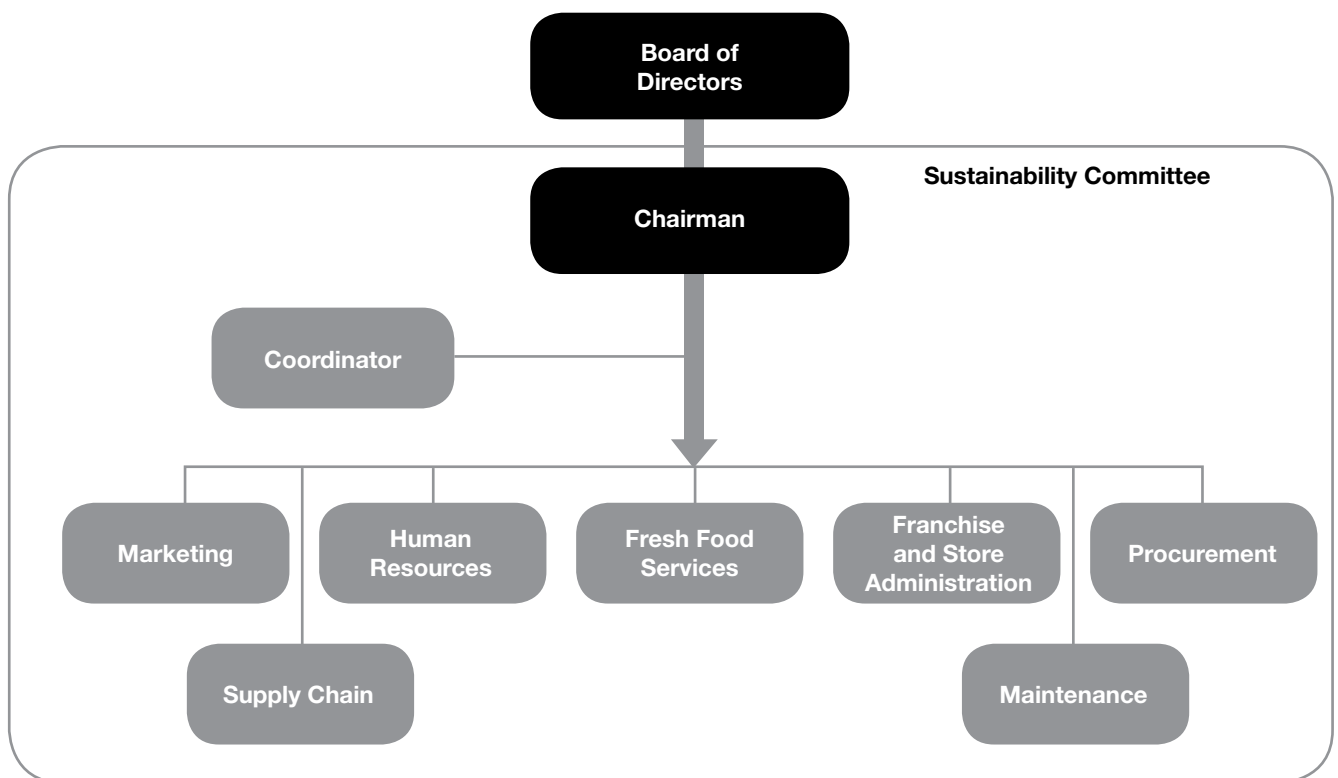 Board of
Directors
Sustainability Committee
Chairman
Coordinator
Marketing
Human
Resources
Fresh Food
Services
Franchise
and Store
Administration
Procurement
Supply Chain
Maintenance